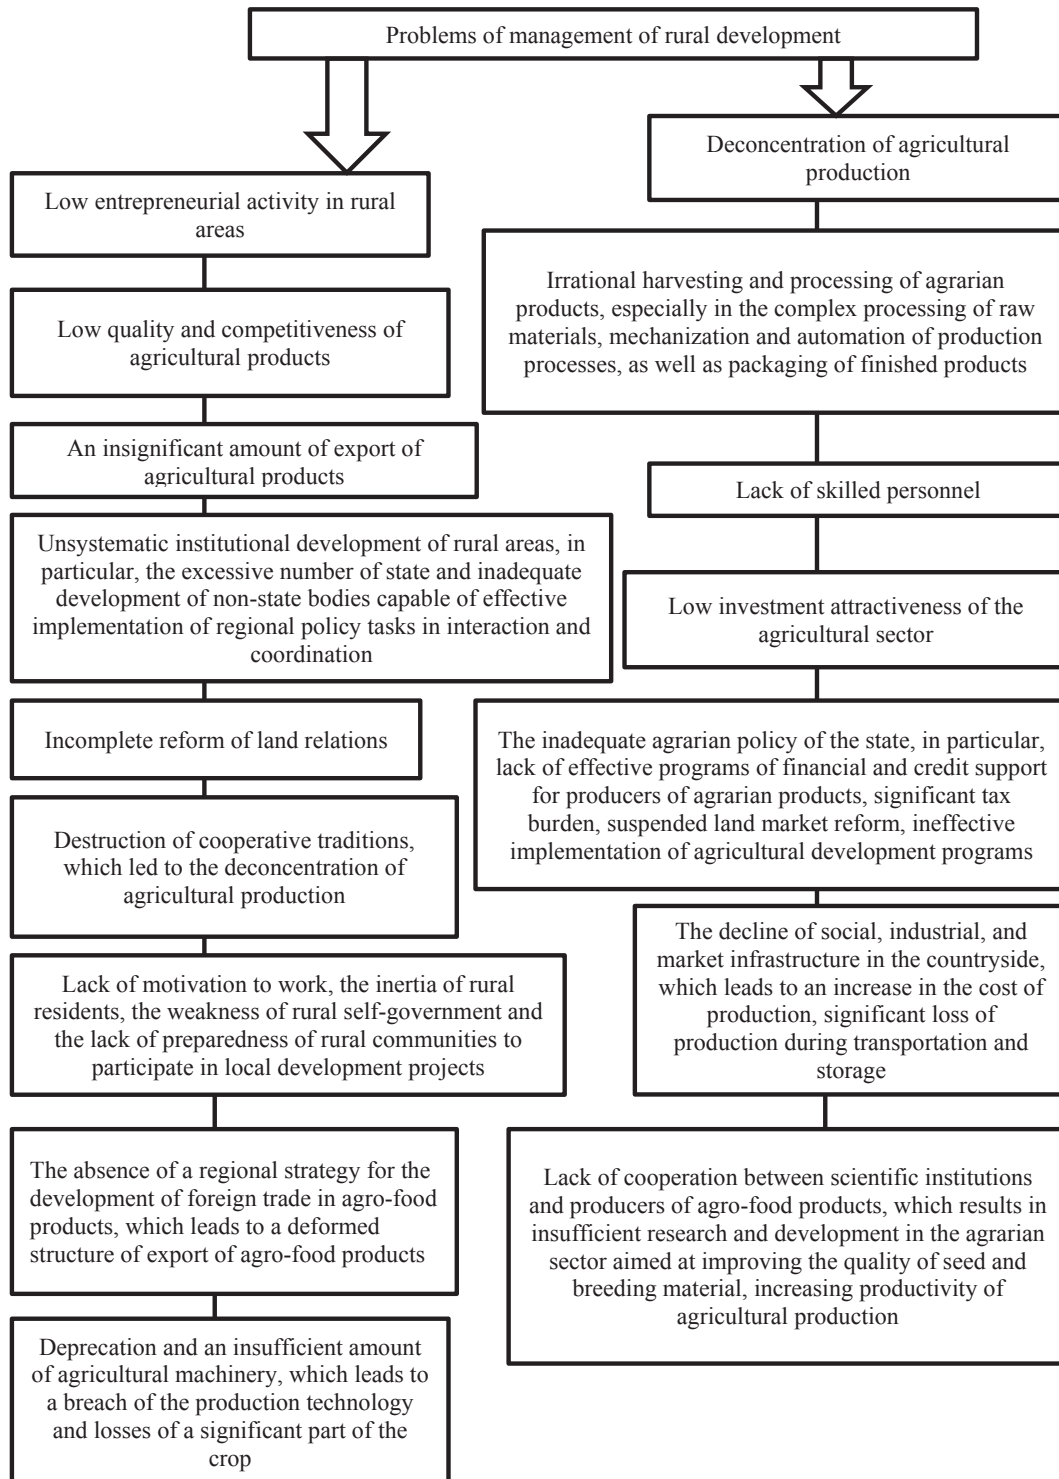 Problems of management of rural development
Low entrepreneurial activity in rural
areas
Low quality and competitiveness of
agricultural products
An insignificant amount of export of
agricultural products
Unsystematic institutional development of rural areas, in
particular, the excessive number of state and inadequate
development of non-state bodies capable of effective
implementation of regional policy tasks in interaction and
coordination
Incomplete reform of land relations
Destruction of cooperative traditions,
which led to the deconcentration of
agricultural production
Lack of motivation to work, the inertia of rural
residents, the weakness of rural self-government and
the lack of preparedness of rural communities to
participate in local development projects
The absence of a regional strategy for the
development of foreign trade in agro-food
products, which leads to a deformed
structure of export of agro-food products
Deprecation and an insufficient amount
of agricultural machinery, which leads to
a breach of the production technology
and losses of a significant part of the
crop
Deconcentration of agricultural
production
Irrational harvesting and processing of agrarian
products, especially in the complex processing of raw
materials, mechanization and automation of production
processes, as well as packaging of finished products
Lack of skilled personnel
Low investment attractiveness of the
agricultural sector
The inadequate agrarian policy of the state, in particular,
lack of effective programs of financial and credit support
for producers of agrarian products, significant tax
burden, suspended land market reform, ineffective
implementation of agricultural development programs
The decline of social, industrial, and
market infrastructure in the countryside,
which leads to an increase in the cost of
production, significant loss of
production during transportation and
storage
Lack of cooperation between scientific institutions
and producers of agro-food products, which results in
insufficient research and development in the agrarian
sector aimed at improving the quality of seed and
breeding material, increasing productivity of
agricultural production